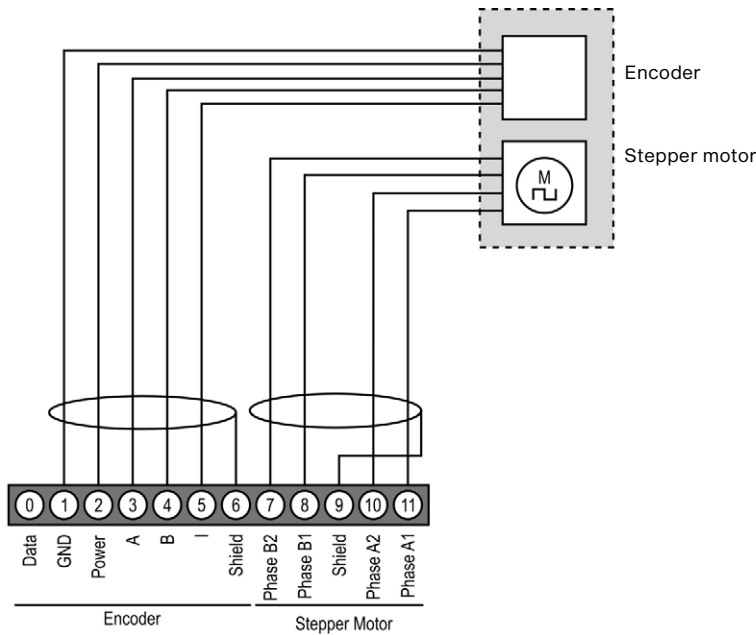 Encoder
Stepper motor
M
0 1 2 3 4 5 6 7 8 9 10 11
Data
GND
Power
A
B
I
Shield
Phase B2
Phase B1
Shield
Phase A2
Phase A1
Encoder
Stepper Motor